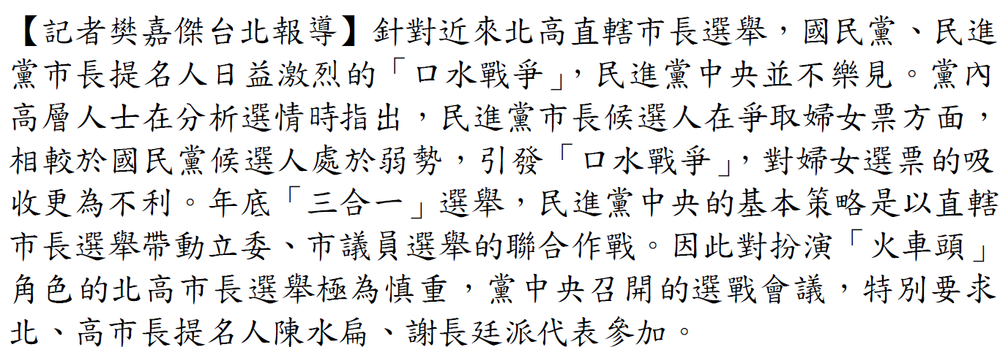 【記者樊嘉傑台北報導】針對近來北高直轄市長選舉，國民黨、民進
黨市長提名人日益激烈的「口水戰爭」，民進黨中央並不樂見。黨內
高層人士在分析選情時指出，民進黨市長候選人在爭取婦女票方面，
相較於國民黨候選人處於弱勢，引發「口水戰爭」，對婦女選票的吸
收更為不利。年底「三合一」選舉，民進黨中央的基本策略是以直轄
市長選舉帶動立委、市議員選舉的聯合作戰。因此對扮演「火車頭」
角色的北高市長選舉極為慎重，黨中央召開的選戰會議，特別要求
北、高市長提名人陳水扁、謝長廷派代表參加。